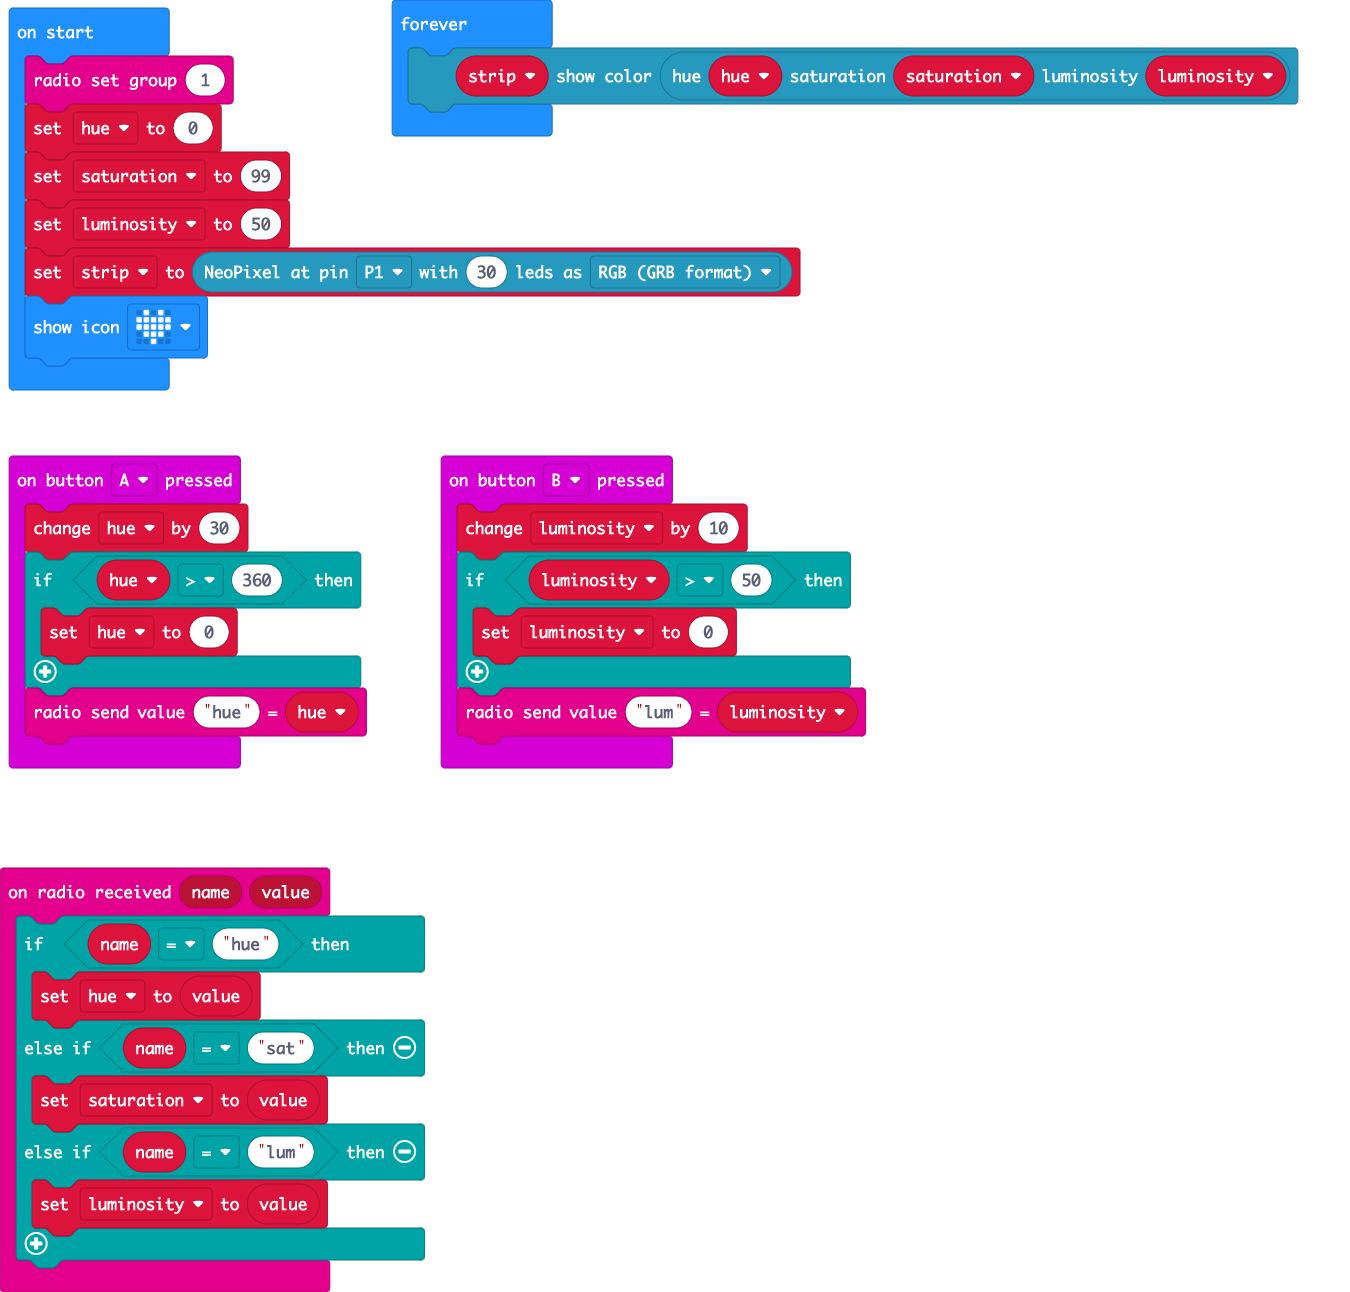 on start
radio set group 1
set hue to 0
set saturation to 99
set luminosity to 50
set strip to NeoPixel at pin P1 with 30 leds as RGB (GRB format)
show icon
forever
strip show color hue hue saturation saturation luminosity luminosity
on button A pressed
change hue by 30
if hue > 360 then
set hue to 0
radio send value "hue" = hue
on button B pressed
change luminosity by 10
if luminosity > 50 then
set luminosity to 0
radio send value "lum" = luminosity
on radio received name value
if name = "hue" then
set hue to value
else if name = "sat" then
set saturation to value
else if name = "lum" then
set luminosity to value